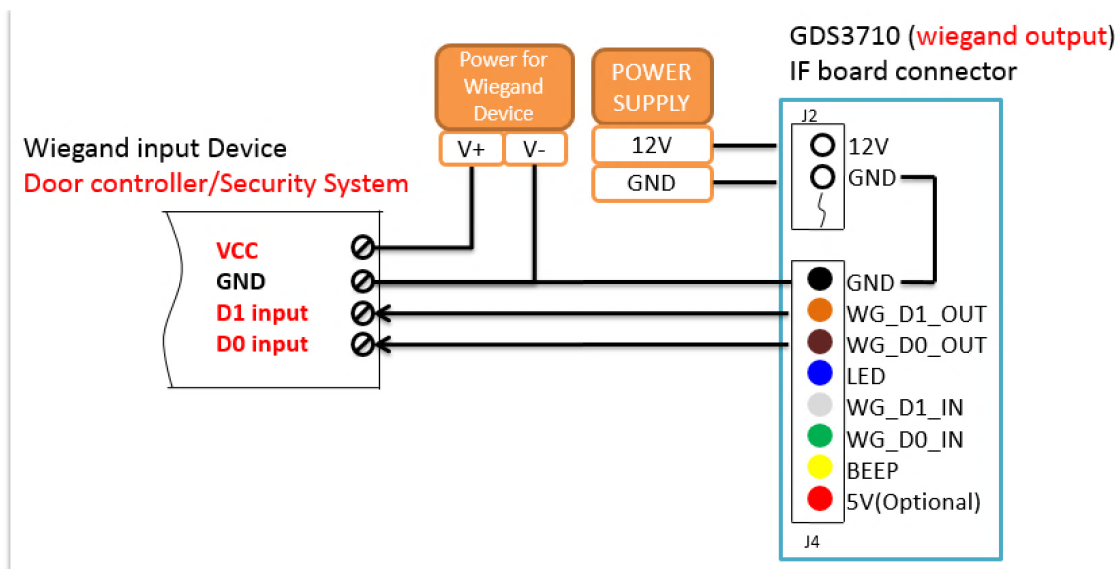 GDS3710 (wiegand output)
IF board connector
Power for
Wiegand
Device
V+ V-
POWER
SUPPLY
12V
GND
Wiegand input Device
Door controller/Security System
VCC
GND
D1 input
D0 input
J2
12V
GND
GND
WG_D1_OUT
WG_D0_OUT
LED
WG_D1_IN
WG_D0_IN
BEEP
5V(Optional)
J4